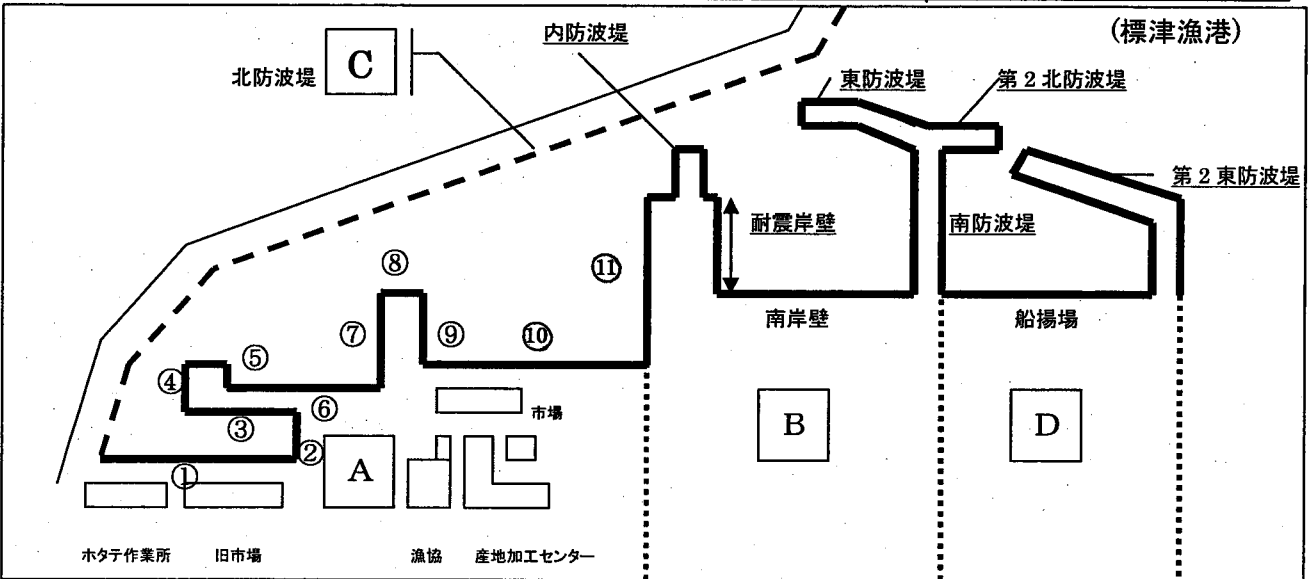 (標津漁港)
北防波堤
C
内防波堤
東防波堤
第2北防波堤
第2東防波堤
耐震岸壁
南防波堤
⑧
⑪
南岸壁
船揚場
⑦
⑨
⑩
⑤
④
⑥
市場
③
②
①
A
B
D
ホタテ作業所
旧市場
漁協
産地加工センター